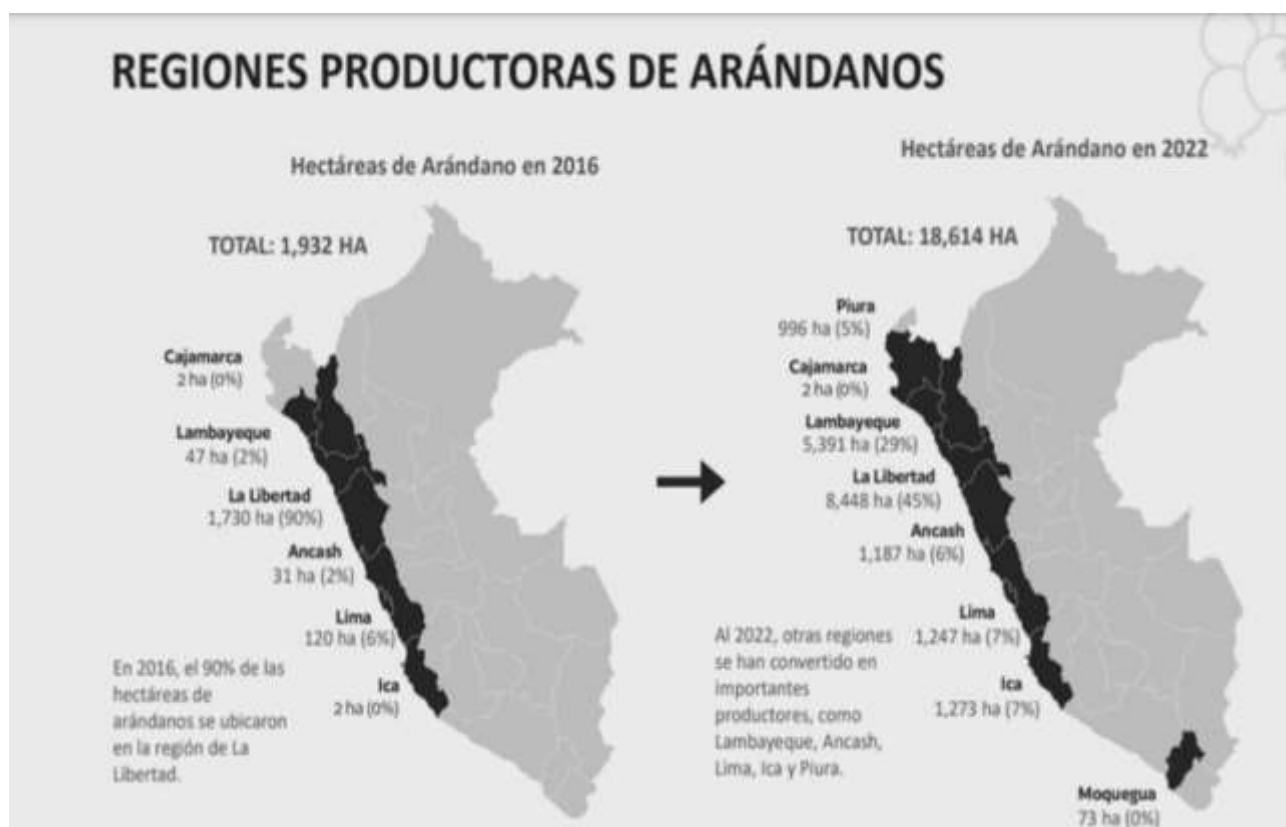 REGIONES PRODUCTORAS DE ARÁNDANOS
Hectáreas de Arándano en 2016
TOTAL: 1,932 HA
Cajamarca
2 ha (0%)
Lambayeque
47 ha (2%)
La Libertad
1,730 ha (90%)
Ancash
31 ha (2%)
Lima
120 ha (6%)
Ica
2 ha (0%)
En 2016, el 90% de las
hectáreas de
arándanos se ubicaron
en la región de La
Libertad.
Hectáreas de Arándano en 2022
TOTAL: 18,614 HA
Piura
996 ha (5%)
Cajamarca
2 ha (0%)
Lambayeque
5,391 ha (29%)
La Libertad
8,448 ha (45%)
Ancash
1,187 ha (6%)
Lima
1,247 ha (7%)
Ica
1,273 ha (7%)
Moquegua
73 ha (0%)
Al 2022, otras regiones
se han convertido en
importantes
productores, como
Lambayeque, Ancash,
Lima, Ica y Piura.